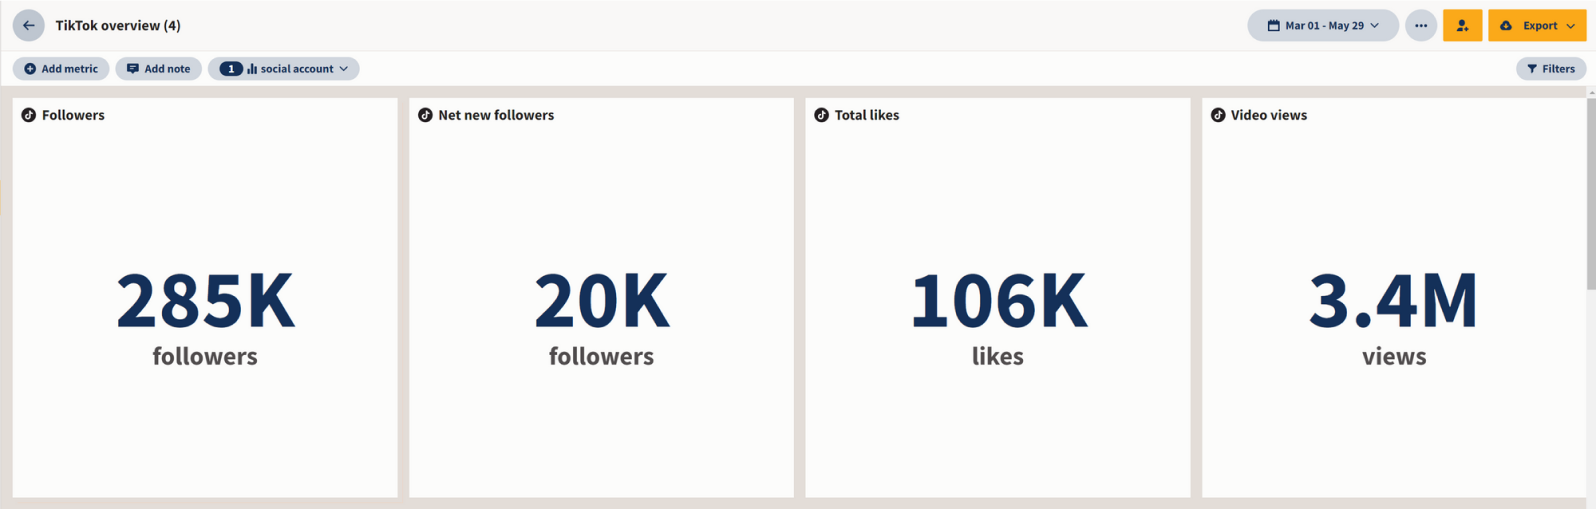 TikTok overview (4)
Mar 01 - May 29
Export
Add metric
Add note
1 social account
Filters
Followers
285K
followers
Net new followers
20K
followers
Total likes
106K
likes
Video views
3.4M
views